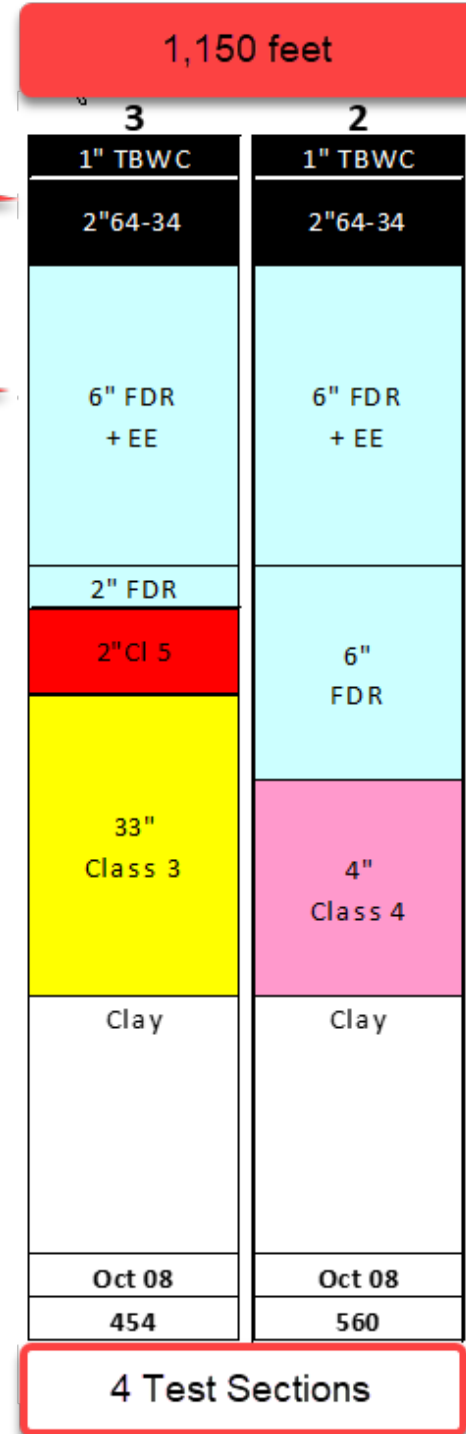 1,150 feet
3
2
1" TBWC
1" TBWC
2"64-34
2"64-34
6" FDR
+ EE
6" FDR
+ EE
2" FDR
2"Cl 5
6"
FDR
33"
Class 3
4"
Class 4
Clay
Clay
Oct 08
Oct 08
454
560
4 Test Sections